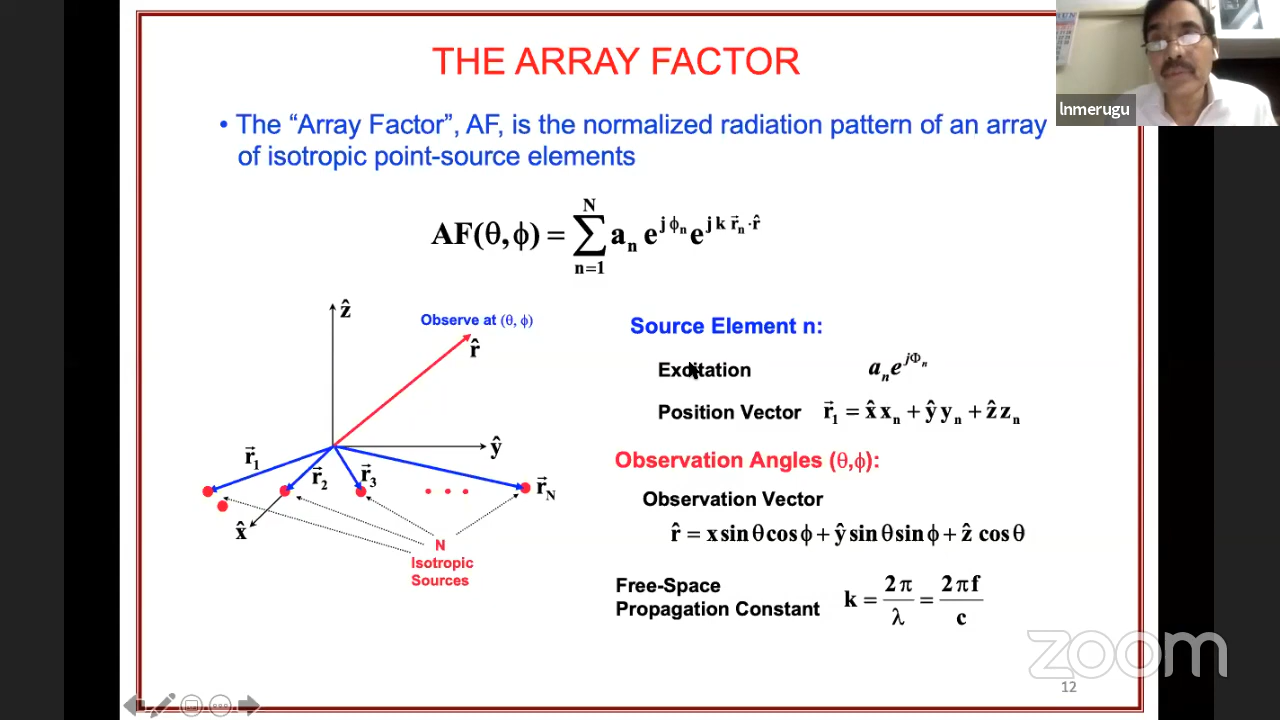 THE ARRAY FACTOR
lnmerugu
• The “Array Factor”, AF, is the normalized radiation pattern of an array
of isotropic point-source elements
AF(θ,ϕ) = ∑_{n=1}^{N} a_n e^{jϕ_n} e^{jk r⃗_n·r̂}
ẑ
Observe at (θ, ϕ)
r̂
ŷ
r⃗_1
r⃗_2
r⃗_3
r⃗_N
x̂
N
Isotropic
Sources
Source Element n:
Excitation a_n e^{jΦ_n}
Position Vector r⃗_1 = x̂ x_n + ŷ y_n + ẑ z_n
Observation Angles (θ,ϕ):
Observation Vector
r̂ = x sin θ cos ϕ + ŷ sin θ sin ϕ + ẑ cos θ
Free-Space
Propagation Constant k = 2π/λ = 2πf/c
zoom
12